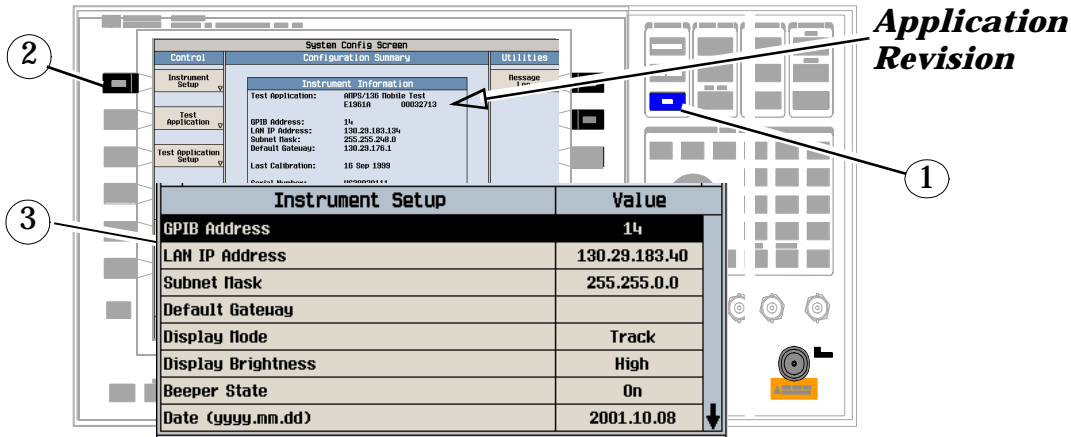 Application
Revision
2
1
3
System Config Screen
Control
Configuration Summary
Utilities
Instrument
Setup
Test
Application
Test Application
Setup
Message
Log
Instrument Information
Test Application: AMPS/136 Mobile Test
E1961A 00032713
GPIB Address: 14
LAN IP Address: 130.29.183.134
Subnet Mask: 255.255.248.0
Default Gateway: 130.29.176.1
Last Calibration: 16 Sep 1999
Instrument Setup Value
GPIB Address 14
LAN IP Address 130.29.183.40
Subnet Mask 255.255.0.0
Default Gateway
Display Mode Track
Display Brightness High
Beeper State On
Date (yyyy.mm.dd) 2001.10.08